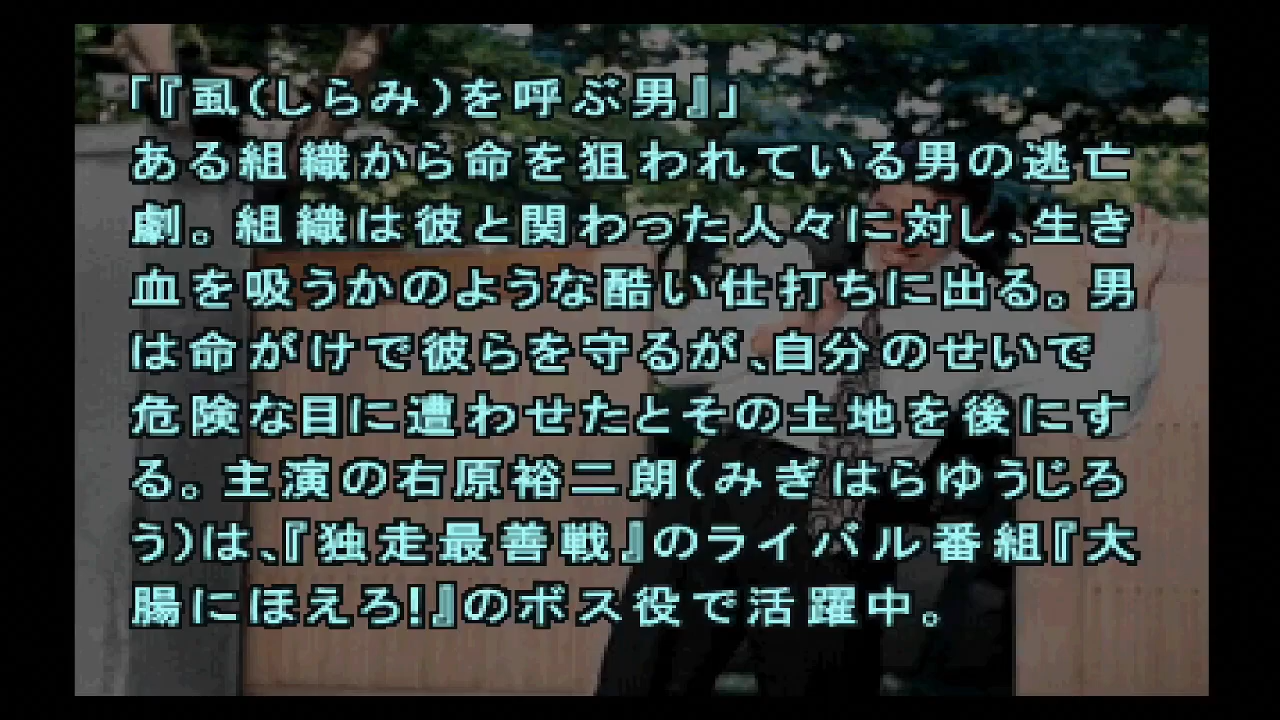 「『虱（しらみ）を呼ぶ男』」
ある組織から命を狙われている男の逃亡
劇。組織は彼と関わった人々に対し、生き
血を吸うかのような酷い仕打ちに出る。男
は命がけで彼らを守るが、自分のせいで
危険な目に遭わせたとその土地を後にす
る。主演の右原裕二朗（みぎはらゆうじろ
う）は、『独走最善戦』のライバル番組『大
腸にほえろ！』のボス役で活躍中。